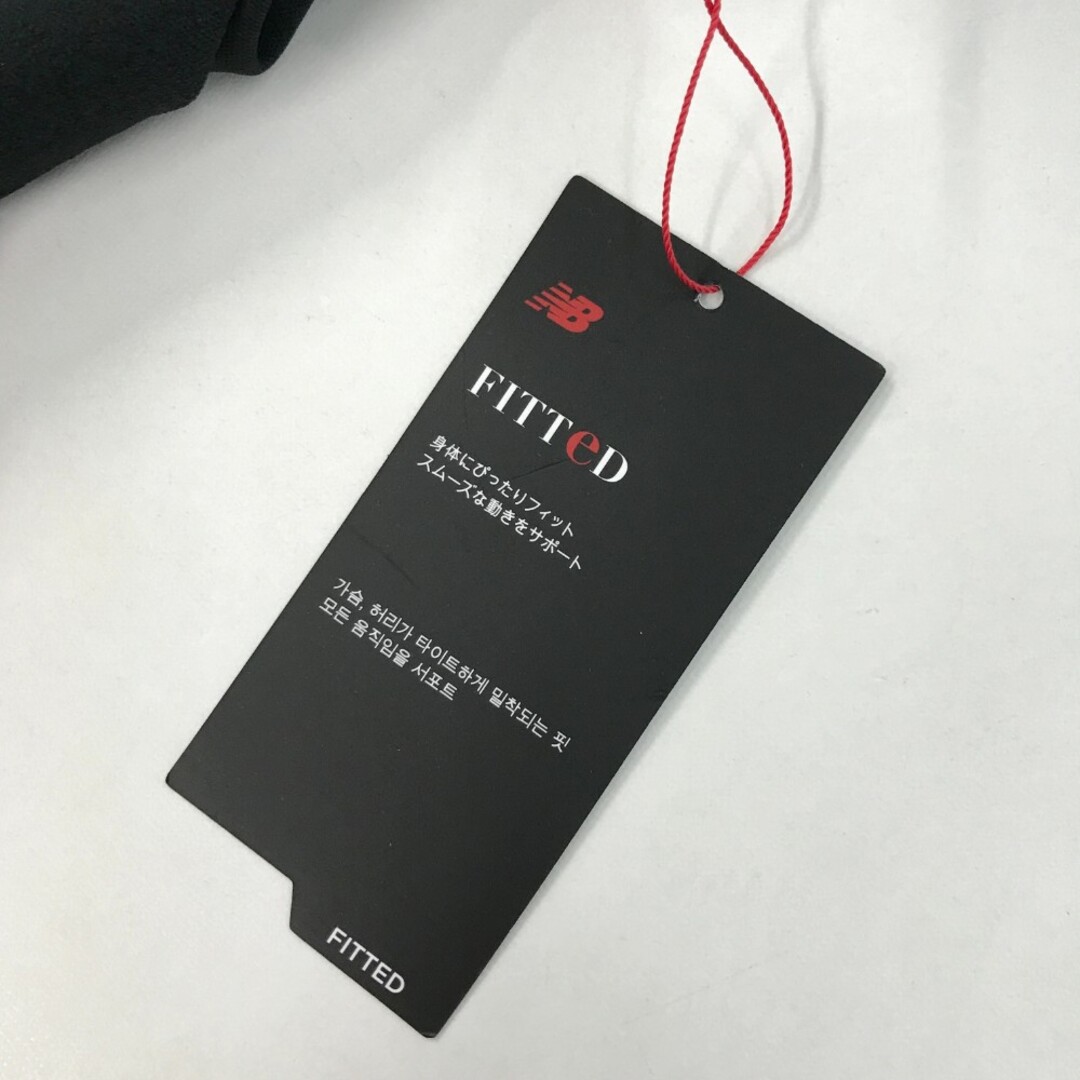 NB
FITTeD
身体にぴったりフィット
スムーズな動きをサポート
가슴, 허리가 타이트하게 밀착되는 핏
모든 움직임을 서포트
FITTED